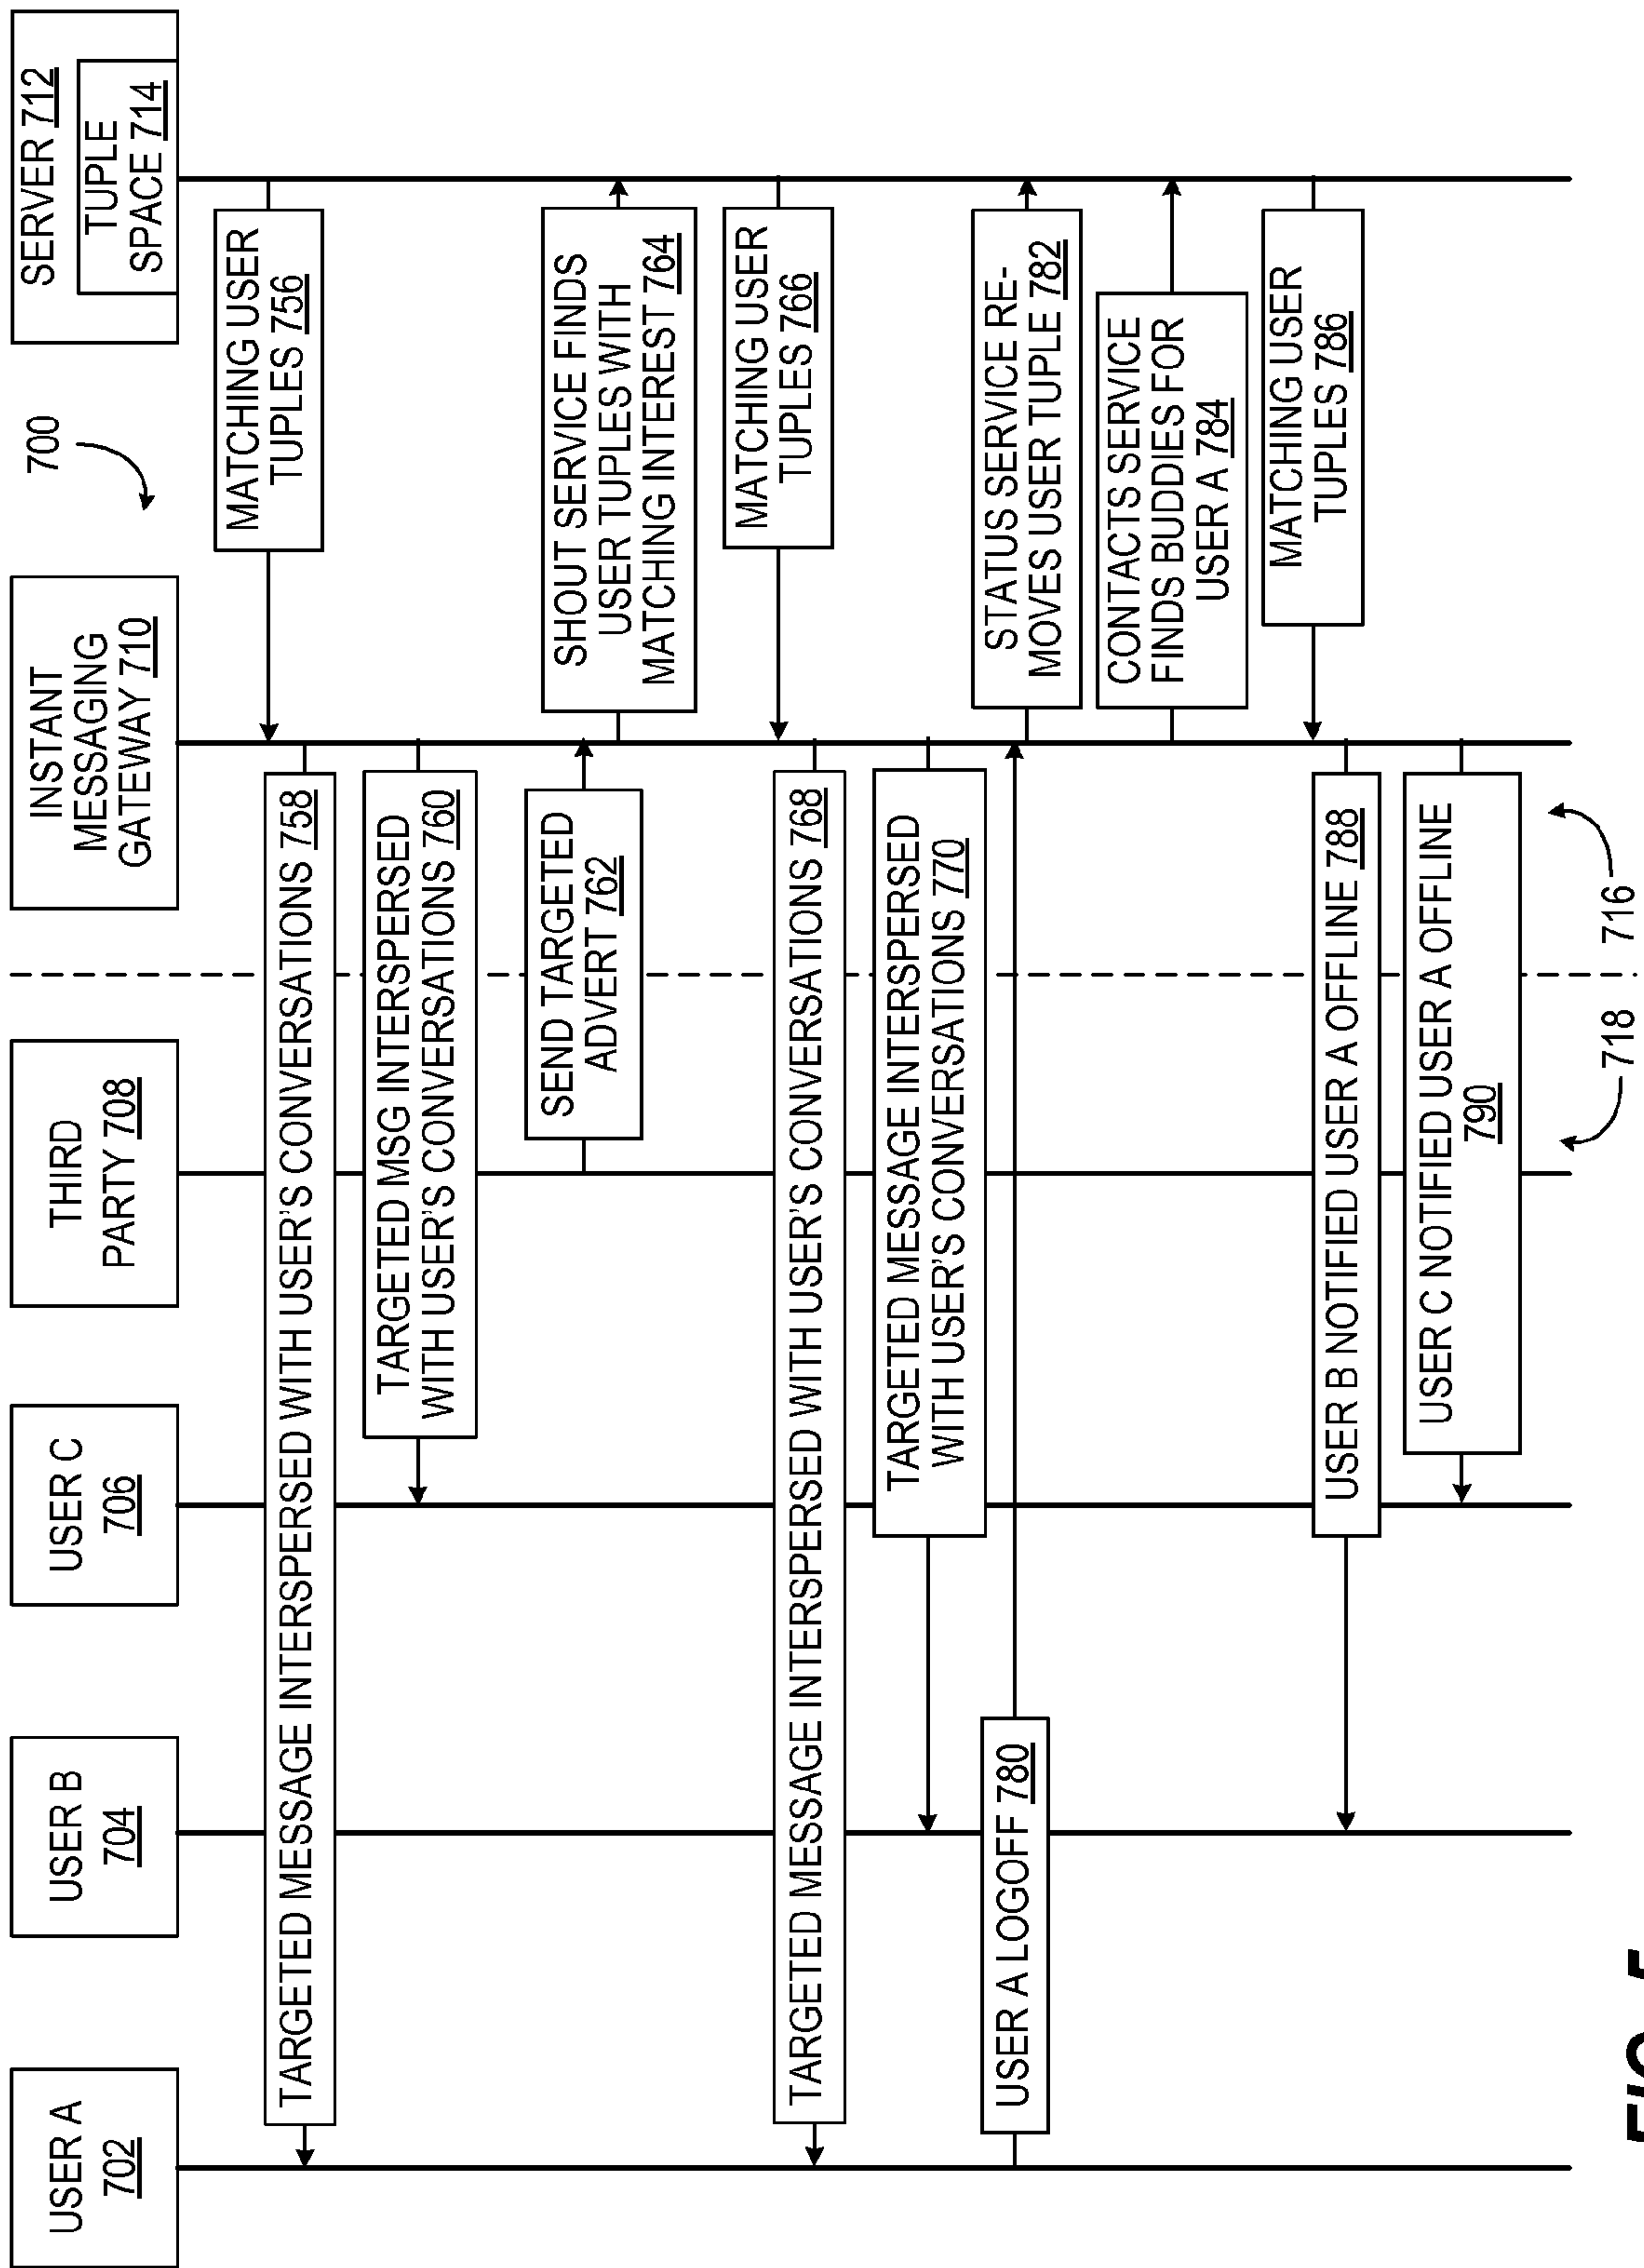 USER A
702
USER B
704
USER C
706
THIRD
PARTY 708
INSTANT
MESSAGING
GATEWAY 710
700
SERVER 712
TUPLE
SPACE 714
MATCHING USER
TUPLES 756
TARGETED MESSAGE INTERSPERSED WITH USER'S CONVERSATIONS 758
TARGETED MSG INTERSPERSED
WITH USER'S CONVERSATIONS 760
SEND TARGETED
ADVERT 762
SHOUT SERVICE FINDS
USER TUPLES WITH
MATCHING INTEREST 764
MATCHING USER
TUPLES 766
TARGETED MESSAGE INTERSPERSED WITH USER'S CONVERSATIONS 768
TARGETED MESSAGE INTERSPERSED
WITH USER'S CONVERSATIONS 770
USER A LOGOFF 780
STATUS SERVICE RE-
MOVES USER TUPLE 782
CONTACTS SERVICE
FINDS BUDDIES FOR
USER A 784
MATCHING USER
TUPLES 786
USER B NOTIFIED USER A OFFLINE 788
USER C NOTIFIED USER A OFFLINE
790
718
716